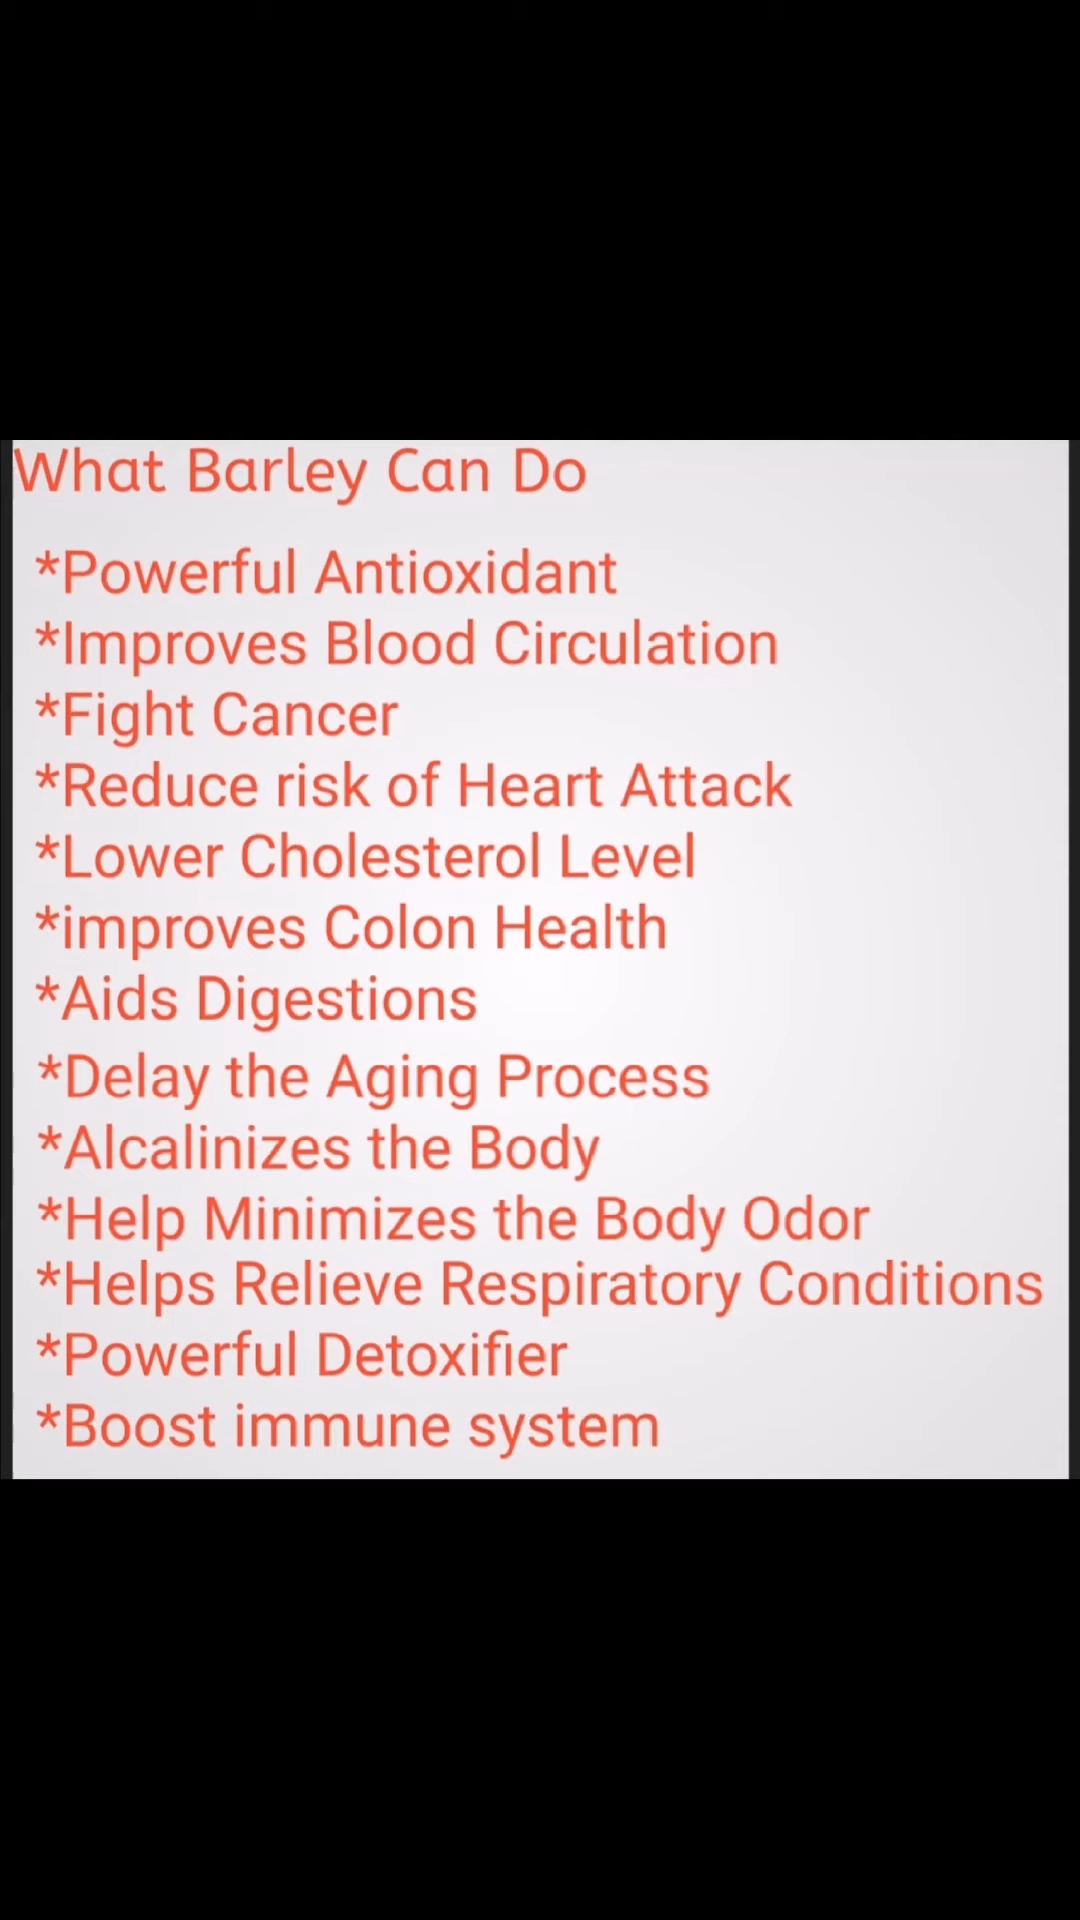 What Barley Can Do
*Powerful Antioxidant
*Improves Blood Circulation
*Fight Cancer
*Reduce risk of Heart Attack
*Lower Cholesterol Level
*improves Colon Health
*Aids Digestions
*Delay the Aging Process
*Alcalinizes the Body
*Help Minimizes the Body Odor
*Helps Relieve Respiratory Conditions
*Powerful Detoxifier
*Boost immune system